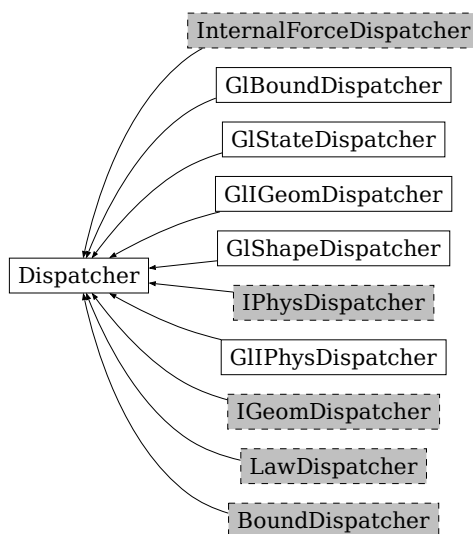 InternalForceDispatcher
GlBoundDispatcher
GlStateDispatcher
GlIGeomDispatcher
GlShapeDispatcher
Dispatcher
IPhysDispatcher
GlIPhysDispatcher
IGeomDispatcher
LawDispatcher
BoundDispatcher